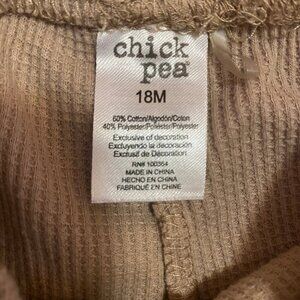 chick
pea
18M
60% Cotton/Algodón/Coton
40% Polyester/Poliéster/Polyester
Exclusive of decoration
Excluyendo la decoración
Exclusif de Décoration
RN# 100354
MADE IN CHINA
HECHO EN CHINA
FABRIQUÉ EN CHINE